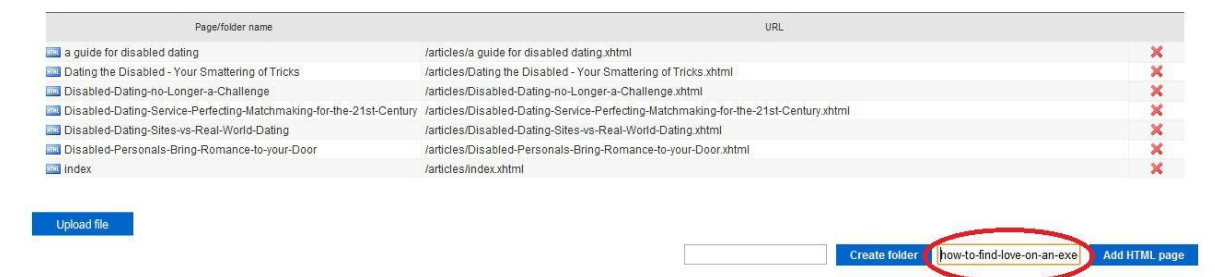 Page/folder name URL
a guide for disabled dating /articles/a guide for disabled dating.xhtml
Dating the Disabled - Your Smattering of Tricks /articles/Dating the Disabled - Your Smattering of Tricks.xhtml
Disabled-Dating-no-Longer-a-Challenge /articles/Disabled-Dating-no-Longer-a-Challenge.xhtml
Disabled-Dating-Service-Perfecting-Matchmaking-for-the-21st-Century /articles/Disabled-Dating-Service-Perfecting-Matchmaking-for-the-21st-Century.xhtml
Disabled-Dating-Sites-vs-Real-World-Dating /articles/Disabled-Dating-Sites-vs-Real-World-Dating.xhtml
Disabled-Personals-Bring-Romance-to-your-Door /articles/Disabled-Personals-Bring-Romance-to-your-Door.xhtml
index /articles/index.xhtml
Upload file
Create folder how-to-find-love-on-an-exe Add HTML page